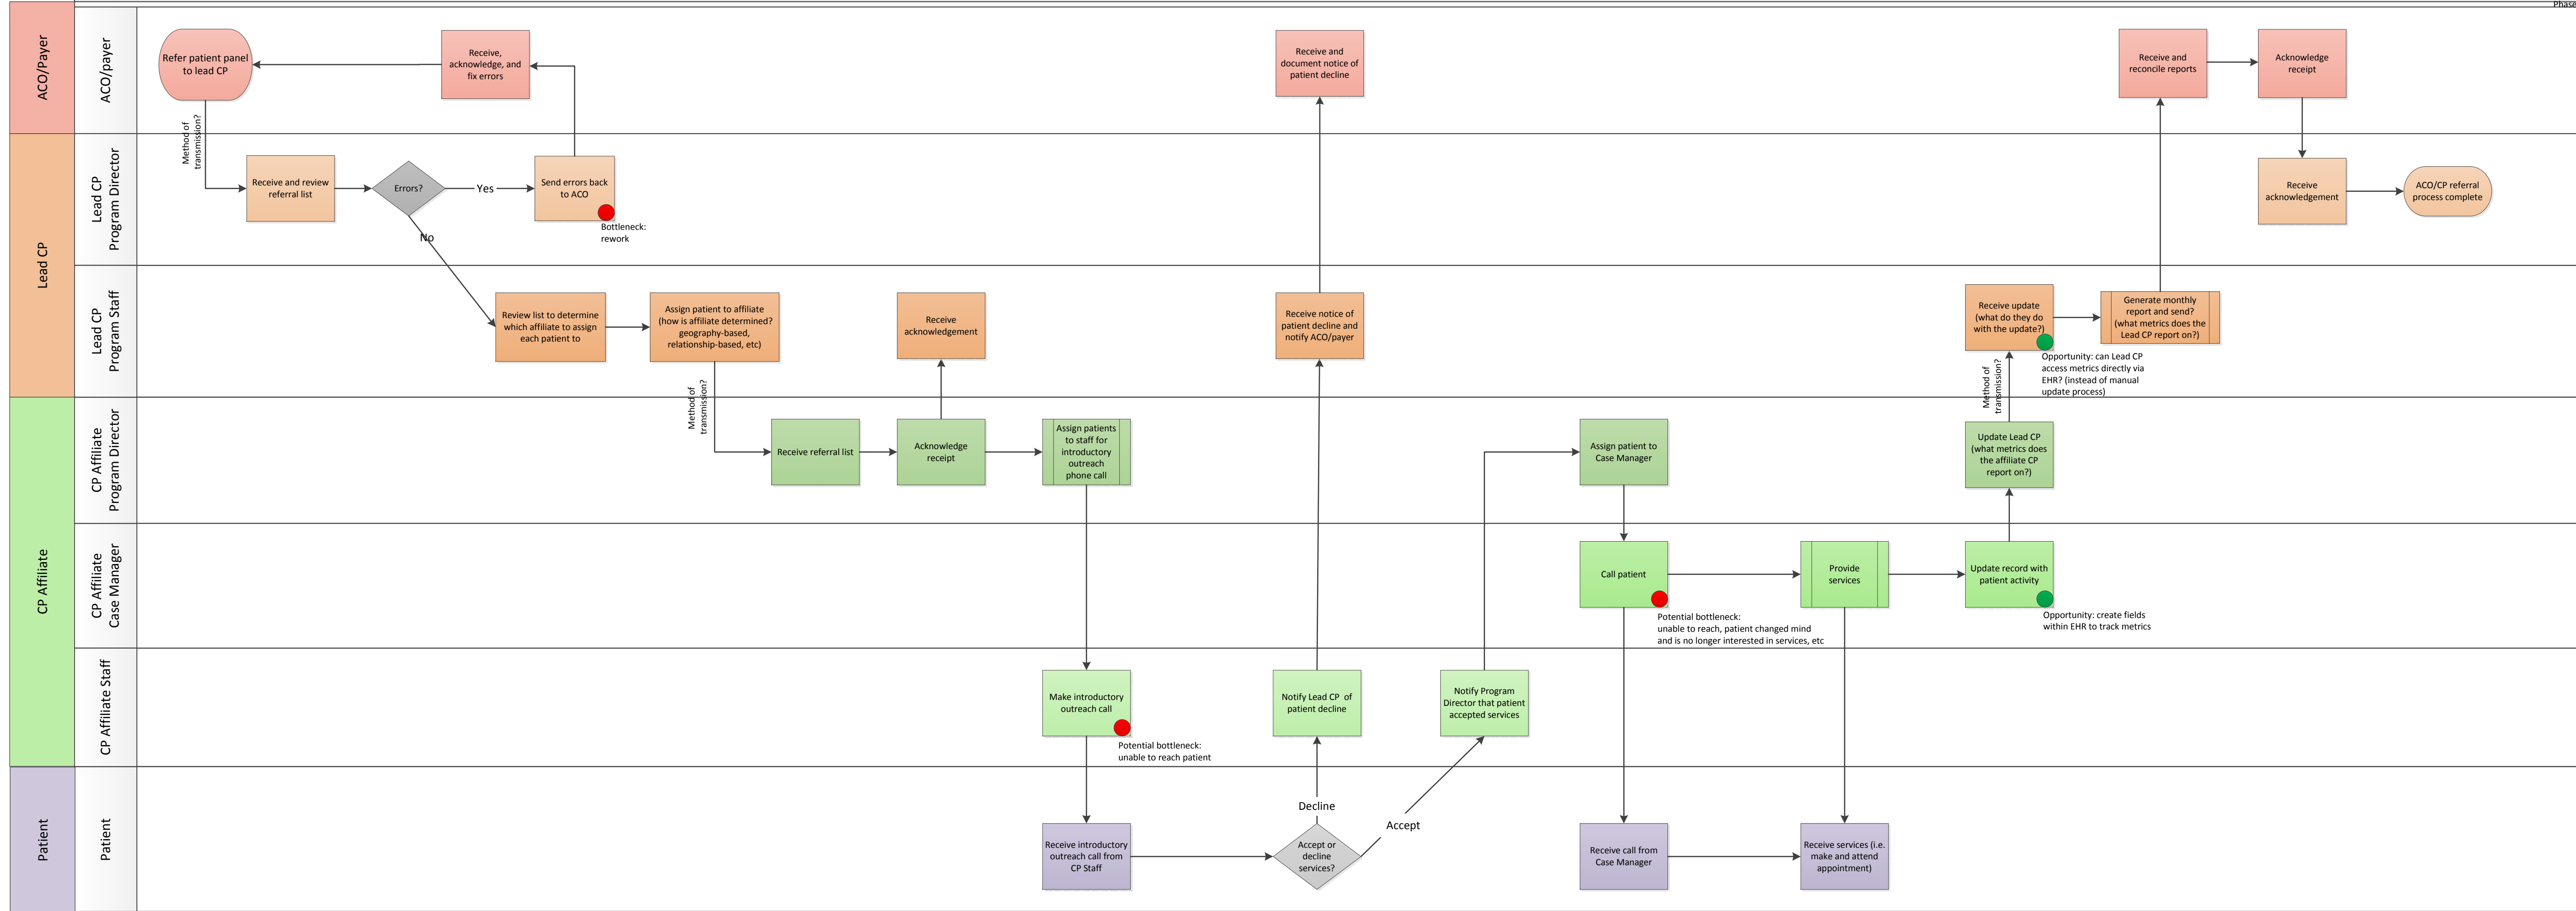 Phase
ACO/Payer
ACO/payer
Refer patient panel
to lead CP
Receive,
acknowledge, and
fix errors
Receive and
document notice of
patient decline
Receive and
reconcile reports
Acknowledge
receipt
Method of
transmission?
Lead CP
Lead CP
Program Director
Receive and review
referral list
Errors?
Yes
Send errors back
to ACO
Bottleneck:
rework
No
Receive
acknowledgement
ACO/CP referral
process complete
Lead CP
Program Staff
Review list to determine
which affiliate to assign
each patient to
Assign patient to affiliate
(how is affiliate determined?
geography-based,
relationship-based, etc)
Receive
acknowledgement
Receive notice of
patient decline and
notify ACO/payer
Receive update
(what do they do
with the update?)
Generate monthly
report and send?
(what metrics does the
Lead CP report on?)
Opportunity: can Lead CP
access metrics directly via
EHR? (instead of manual
update process)
Method of
transmission?
Method of
transmission?
CP Affiliate
CP Affiliate
Program Director
Receive referral list
Acknowledge
receipt
Assign patients
to staff for
introductory
outreach
phone call
Assign patient to
Case Manager
Update Lead CP
(what metrics does
the affiliate CP
report on?)
CP Affiliate
Case Manager
Call patient
Potential bottleneck:
unable to reach, patient changed mind
and is no longer interested in services, etc
Provide
services
Update record with
patient activity
Opportunity: create fields
within EHR to track metrics
CP Affiliate Staff
Make introductory
outreach call
Potential bottleneck:
unable to reach patient
Notify Lead CP of
patient decline
Notify Program
Director that patient
accepted services
Decline
Accept
Patient
Patient
Receive introductory
outreach call from
CP Staff
Accept or
decline
services?
Receive call from
Case Manager
Receive services (i.e.
make and attend
appointment)